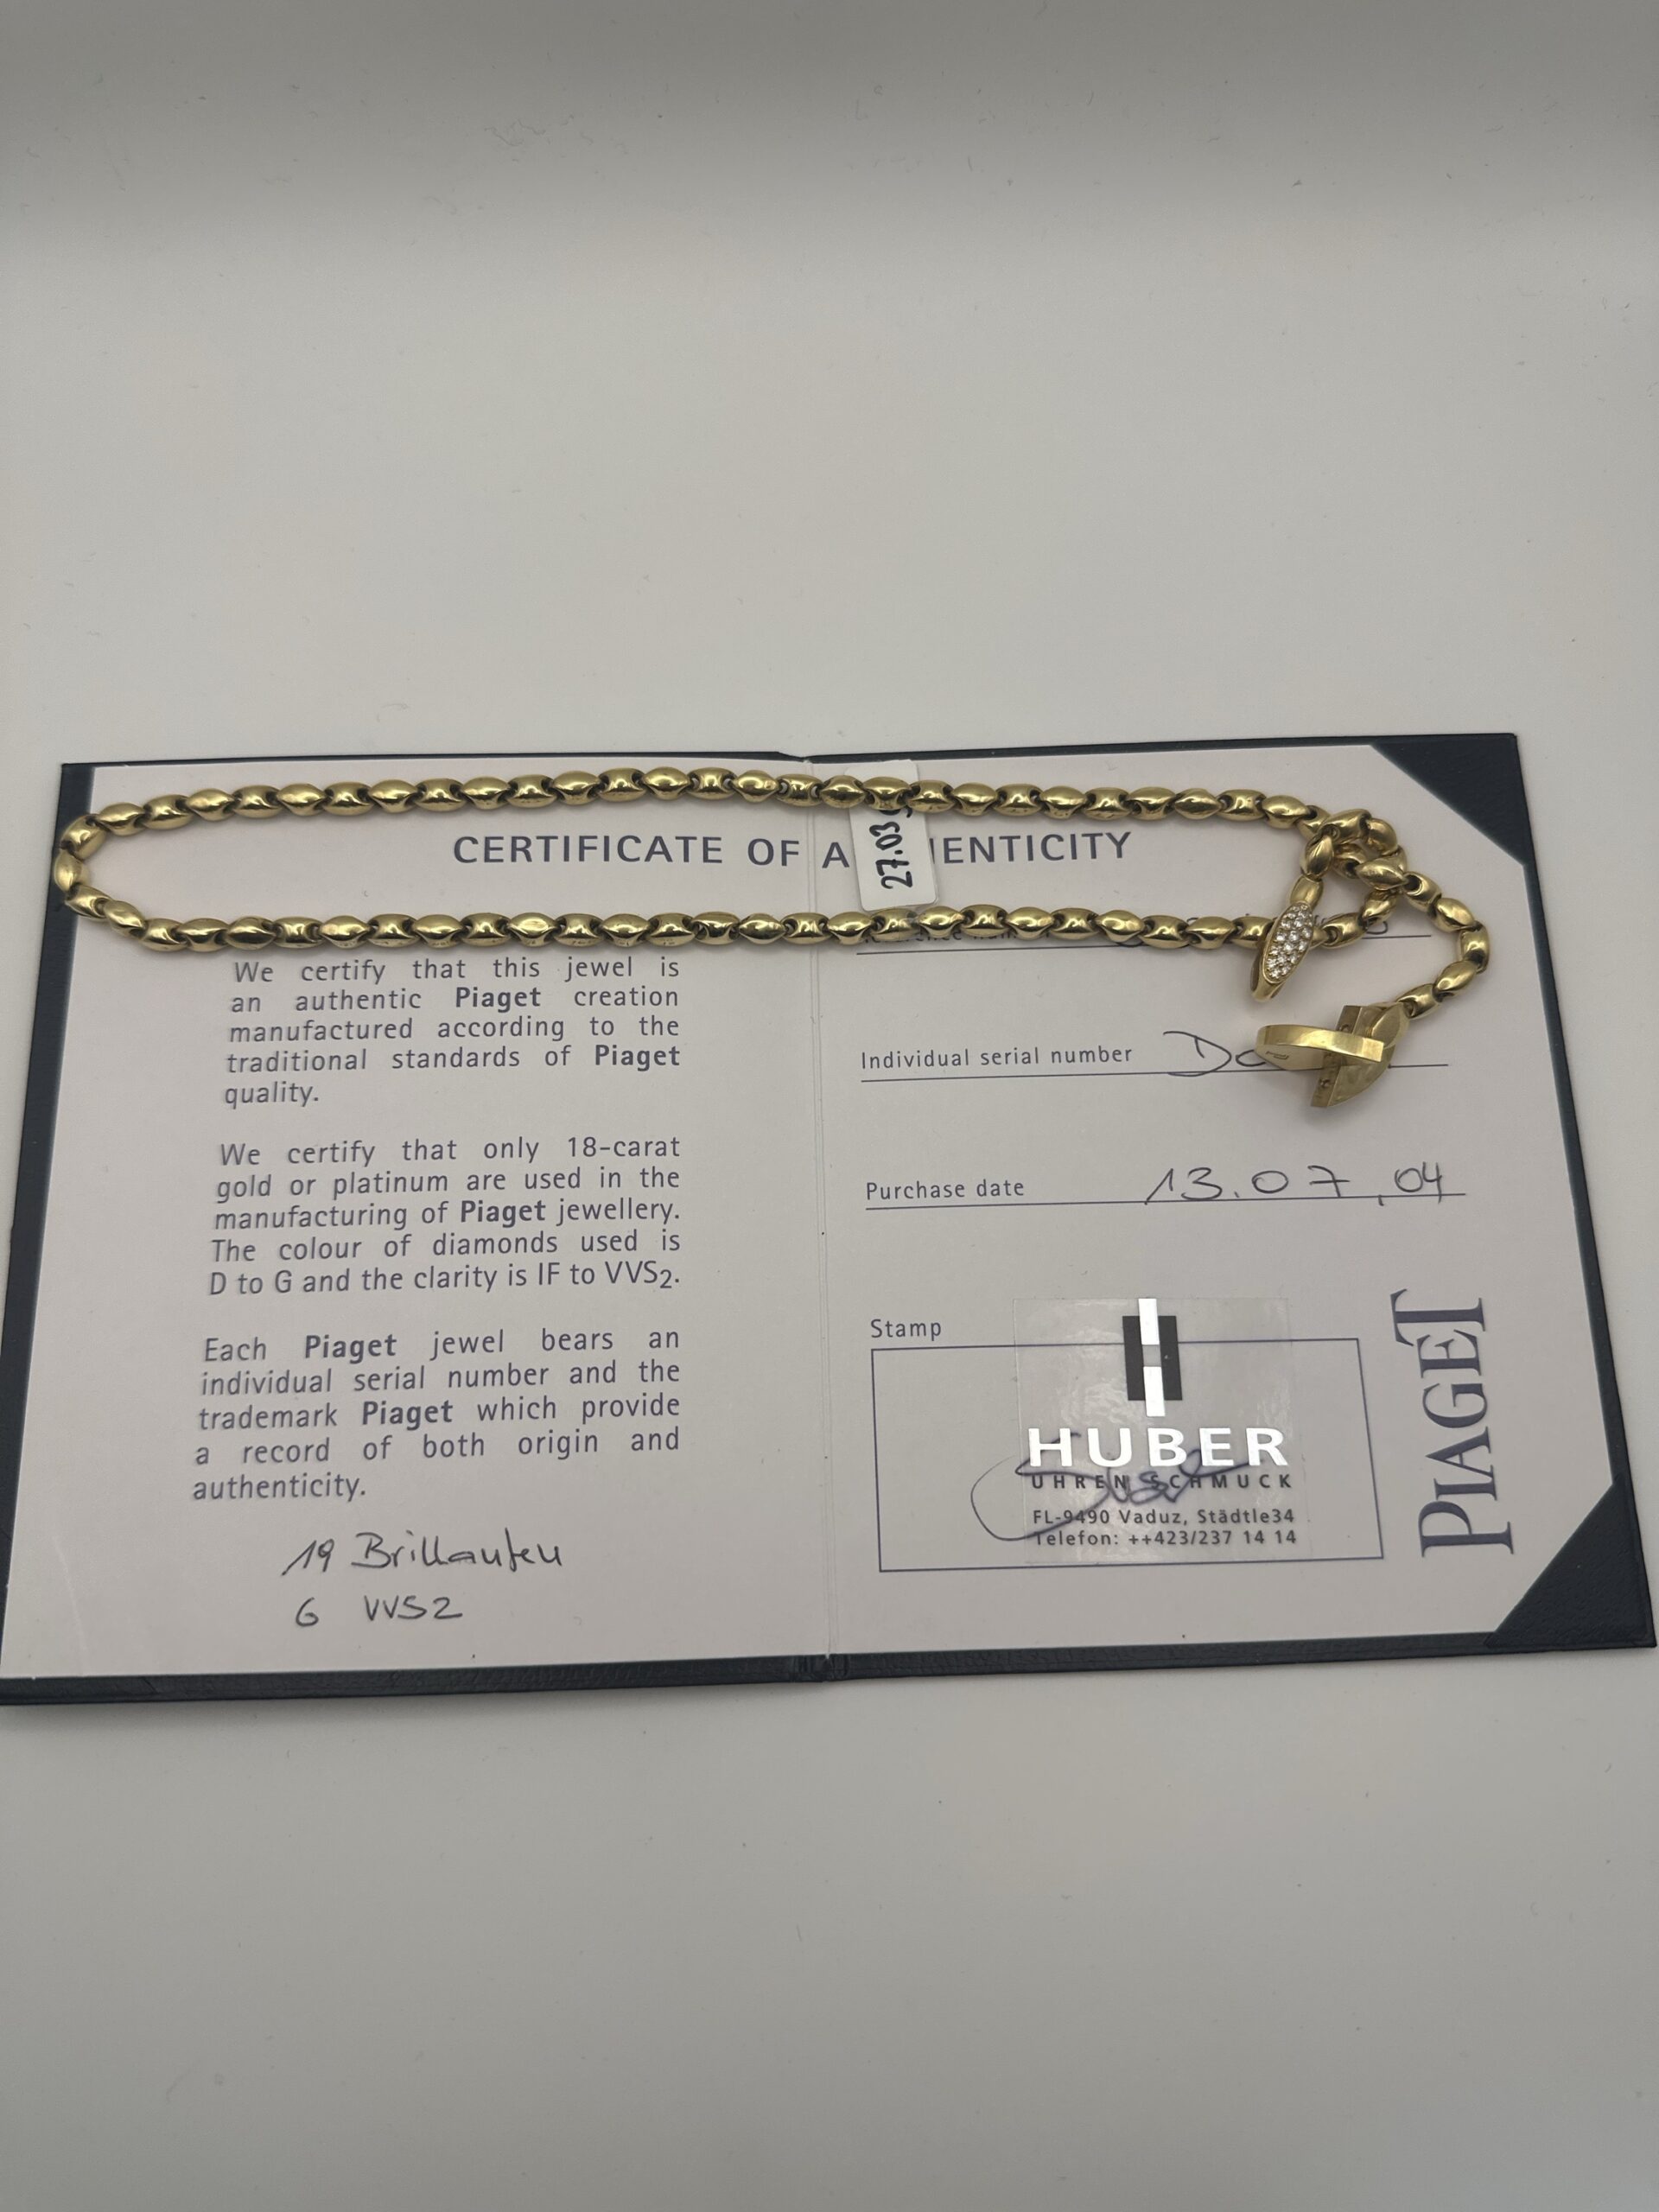 CERTIFICATE OF A ENTICITY
27.03
We certify that this jewel is
an authentic Piaget creation
manufactured according to the
traditional standards of Piaget
quality.
We certify that only 18-carat
gold or platinum are used in the
manufacturing of Piaget jewellery.
The colour of diamonds used is
D to G and the clarity is IF to VVS2.
Each Piaget jewel bears an
individual serial number and the
trademark Piaget which provide
a record of both origin and
authenticity.
19 Brillanten
G VVS2
Individual serial number
Purchase date 13.07.04
Stamp
H
HUBER
UHREN SCHMUCK
FL-9490 Vaduz, Städtle34
Telefon: ++423/237 14 14
PIAGET